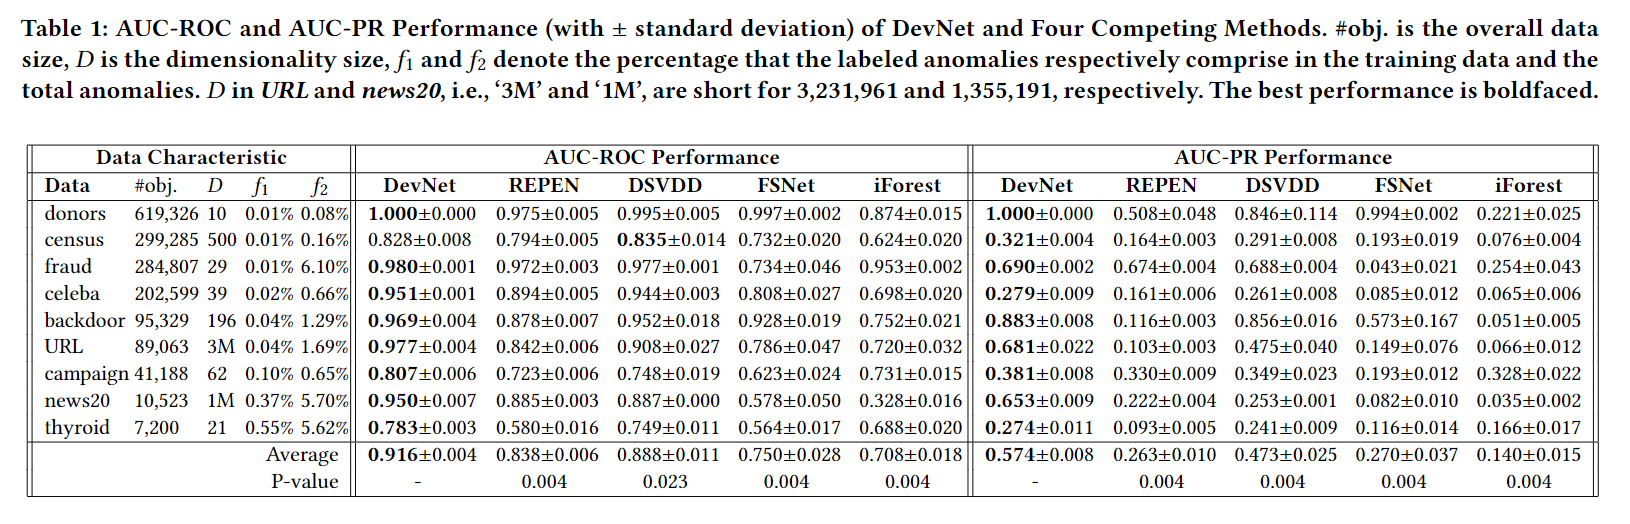 Table 1: AUC-ROC and AUC-PR Performance (with ± standard deviation) of DevNet and Four Competing Methods. #obj. is the overall data
size, D is the dimensionality size, f1 and f2 denote the percentage that the labeled anomalies respectively comprise in the training data and the
total anomalies. D in URL and news20, i.e., ‘3M’ and ‘1M’, are short for 3,231,961 and 1,355,191, respectively. The best performance is boldfaced.
Data Characteristic AUC-ROC Performance AUC-PR Performance
Data #obj. D f1 f2 DevNet REPEN DSVDD FSNet iForest DevNet REPEN DSVDD FSNet iForest
donors 619,326 10 0.01% 0.08% 1.000±0.000 0.975±0.005 0.995±0.005 0.997±0.002 0.874±0.015 1.000±0.000 0.508±0.048 0.846±0.114 0.994±0.002 0.221±0.025
census 299,285 500 0.01% 0.16% 0.828±0.008 0.794±0.005 0.835±0.014 0.732±0.020 0.624±0.020 0.321±0.004 0.164±0.003 0.291±0.008 0.193±0.019 0.076±0.004
fraud 284,807 29 0.01% 6.10% 0.980±0.001 0.972±0.003 0.977±0.001 0.734±0.046 0.953±0.002 0.690±0.002 0.674±0.004 0.688±0.004 0.043±0.021 0.254±0.043
celeba 202,599 39 0.02% 0.66% 0.951±0.001 0.894±0.005 0.944±0.003 0.808±0.027 0.698±0.020 0.279±0.009 0.161±0.006 0.261±0.008 0.085±0.012 0.065±0.006
backdoor 95,329 196 0.04% 1.29% 0.969±0.004 0.878±0.007 0.952±0.018 0.928±0.019 0.752±0.021 0.883±0.008 0.116±0.003 0.856±0.016 0.573±0.167 0.051±0.005
URL 89,063 3M 0.04% 1.69% 0.977±0.004 0.842±0.006 0.908±0.027 0.786±0.047 0.720±0.032 0.681±0.022 0.103±0.003 0.475±0.040 0.149±0.076 0.066±0.012
campaign 41,188 62 0.10% 0.65% 0.807±0.006 0.723±0.006 0.748±0.019 0.623±0.024 0.731±0.015 0.381±0.008 0.330±0.009 0.349±0.023 0.193±0.012 0.328±0.022
news20 10,523 1M 0.37% 5.70% 0.950±0.007 0.885±0.003 0.887±0.000 0.578±0.050 0.328±0.016 0.653±0.009 0.222±0.004 0.253±0.001 0.082±0.010 0.035±0.002
thyroid 7,200 21 0.55% 5.62% 0.783±0.003 0.580±0.016 0.749±0.011 0.564±0.017 0.688±0.020 0.274±0.011 0.093±0.005 0.241±0.009 0.116±0.014 0.166±0.017
Average 0.916±0.004 0.838±0.006 0.888±0.011 0.750±0.028 0.708±0.018 0.574±0.008 0.263±0.010 0.473±0.025 0.270±0.037 0.140±0.015
P-value - 0.004 0.023 0.004 0.004 - 0.004 0.004 0.004 0.004